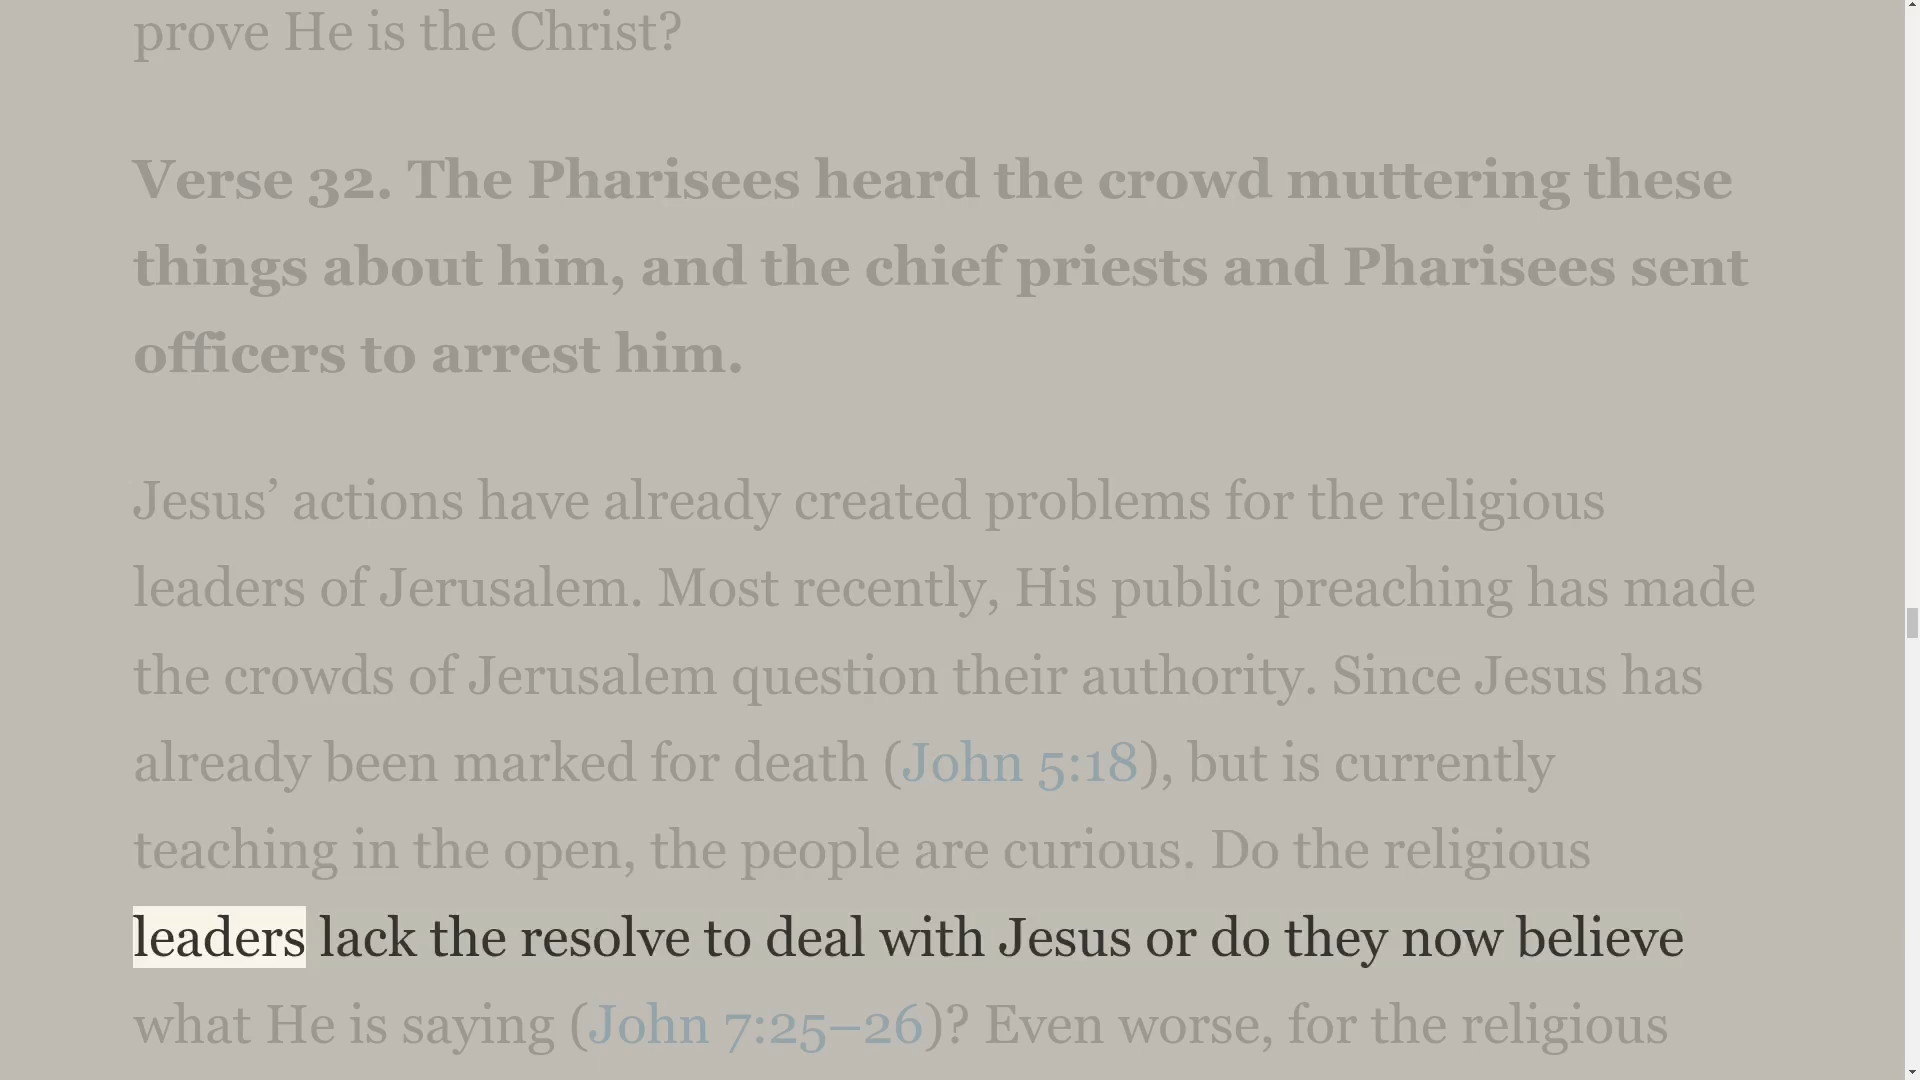 prove He is the Christ?
Verse 32. The Pharisees heard the crowd muttering these
things about him, and the chief priests and Pharisees sent
officers to arrest him.
Jesus’ actions have already created problems for the religious
leaders of Jerusalem. Most recently, His public preaching has made
the crowds of Jerusalem question their authority. Since Jesus has
already been marked for death (John 5:18), but is currently
teaching in the open, the people are curious. Do the religious
leaders lack the resolve to deal with Jesus or do they now believe
what He is saying (John 7:25–26)? Even worse, for the religious